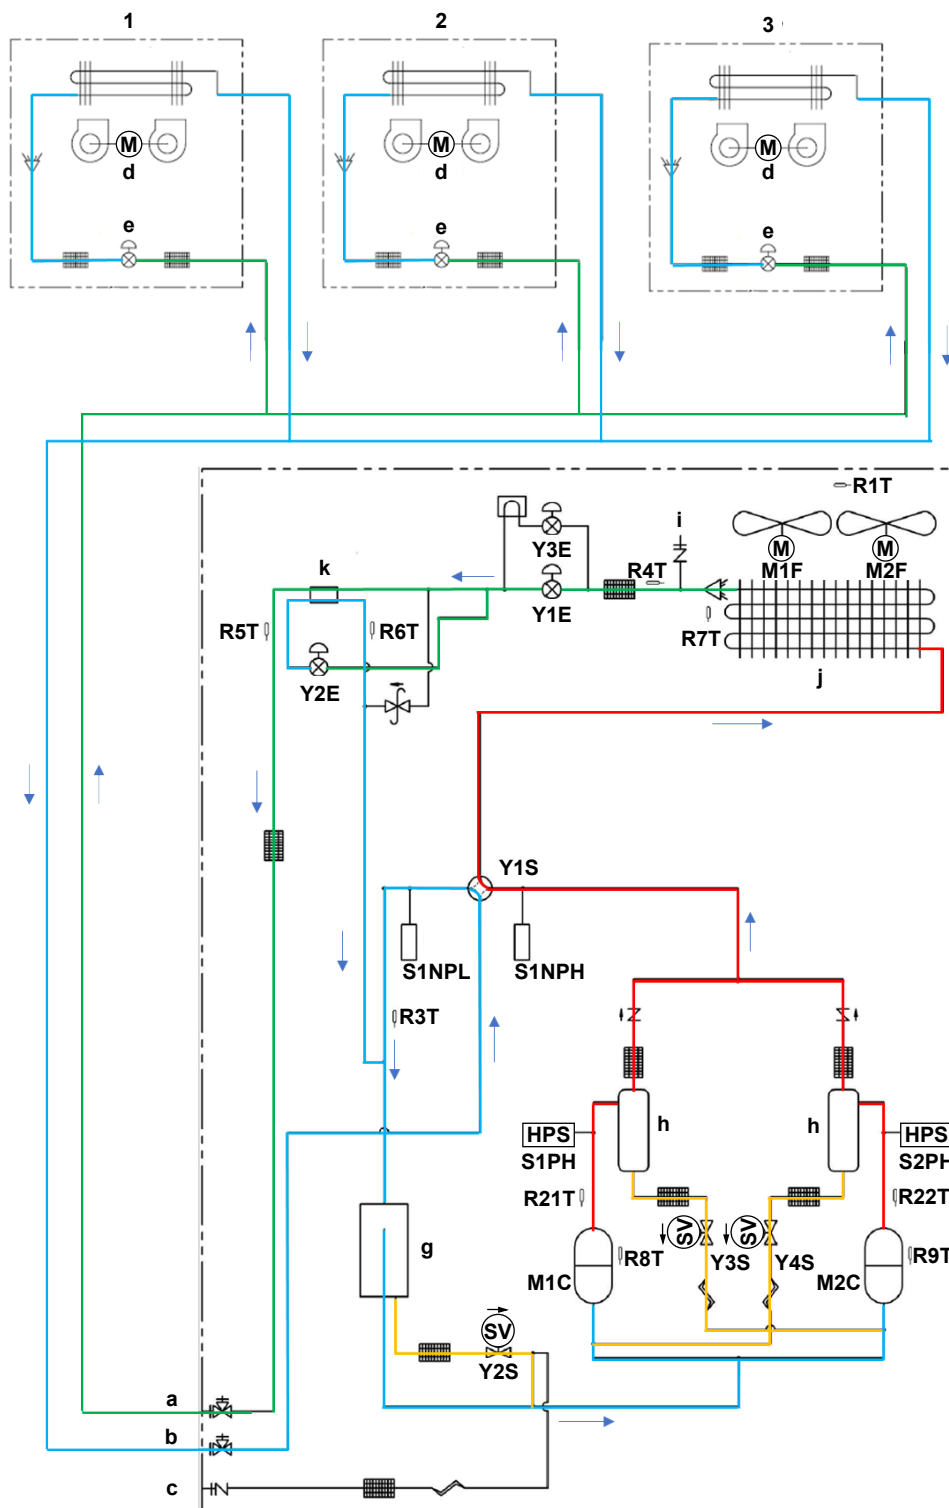 1 2 3
M M M
d d d
e e e
R1T
i
M M
Y3E R4T M1F M2F
k
Y1E
R5T R6T R7T
Y2E j
Y1S
S1NPL S1NPH
R3T
h h
HPS HPS
S1PH S2PH
R21T R22T
SV SV
g R8T Y3S Y4S R9T
M1C M2C
SV
Y2S
a
b
c